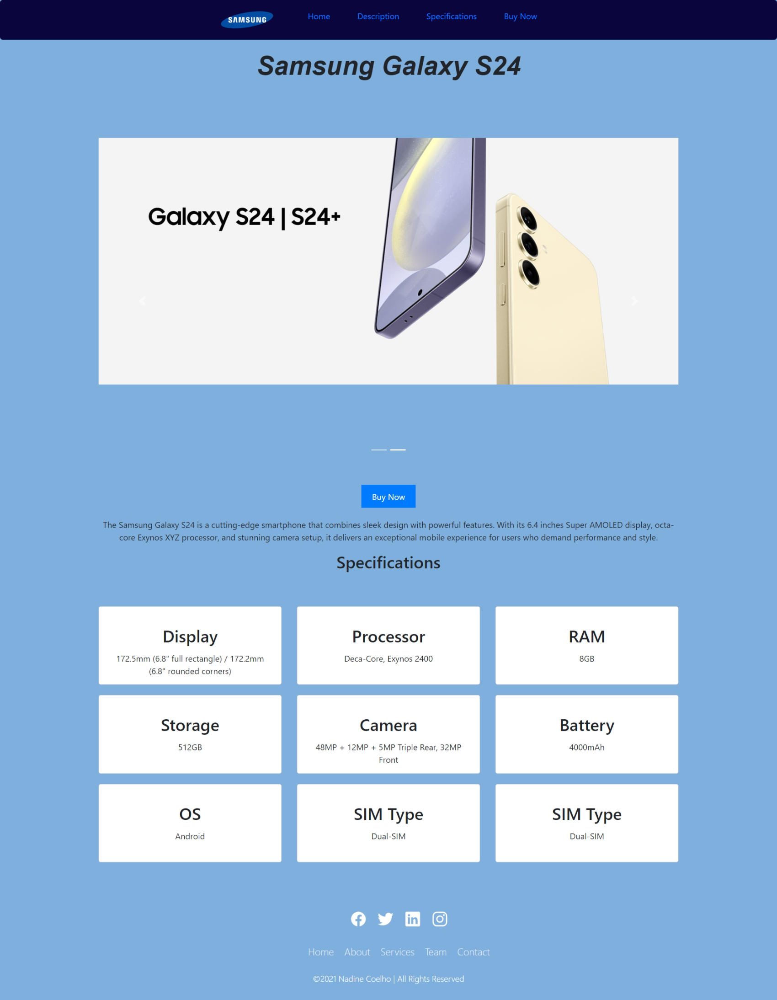 SAMSUNG
Home Description Specifications Buy Now
Samsung Galaxy S24
Galaxy S24 | S24+
Buy Now
The Samsung Galaxy S24 is a cutting-edge smartphone that combines sleek design with powerful features. With its 6.4 inches Super AMOLED display, octa-
core Exynos XYZ processor, and stunning camera setup, it delivers an exceptional mobile experience for users who demand performance and style.
Specifications
Display
172.5mm (6.8" full rectangle) / 172.2mm
(6.8" rounded corners)
Processor
Deca-Core, Exynos 2400
RAM
8GB
Storage
512GB
Camera
48MP + 12MP + 5MP Triple Rear, 32MP
Front
Battery
4000mAh
OS
Android
SIM Type
Dual-SIM
SIM Type
Dual-SIM
Home About Services Team Contact
©2021 Nadine Coelho | All Rights Reserved